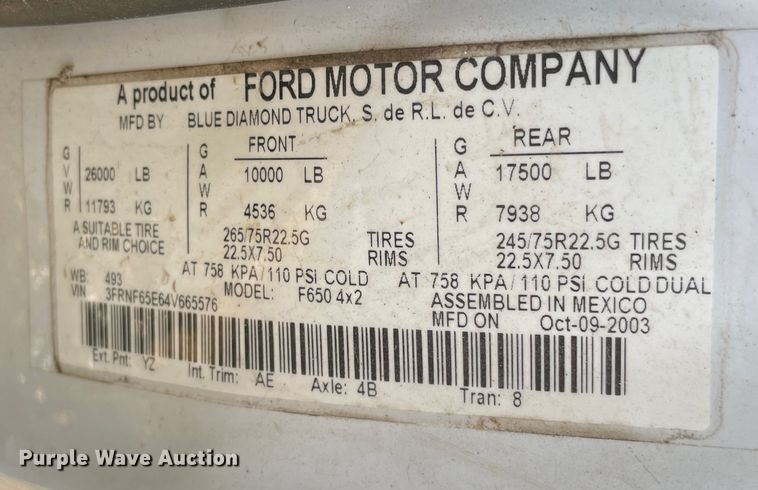 A product of FORD MOTOR COMPANY
MFD BY BLUE DIAMOND TRUCK, S. de R.L. de C.V.
GVWR 26000 LB 11793 KG
GAWR FRONT 10000 LB 4536 KG
GAWR REAR 17500 LB 7938 KG
A SUITABLE TIRE AND RIM CHOICE
265/75R22.5G TIRES 245/75R22.5G TIRES
22.5X7.50 RIMS 22.5X7.50 RIMS
AT 758 KPA/110 PSI COLD AT 758 KPA/110 PSI COLD DUAL
WB: 493
VIN 3FRNF65E64V665576
MODEL: F650 4x2
ASSEMBLED IN MEXICO
MFD ON Oct-09-2003
Ext. Pnt: YZ Int. Trim: AE Axle: 4B Tran: 8
Purple Wave Auction